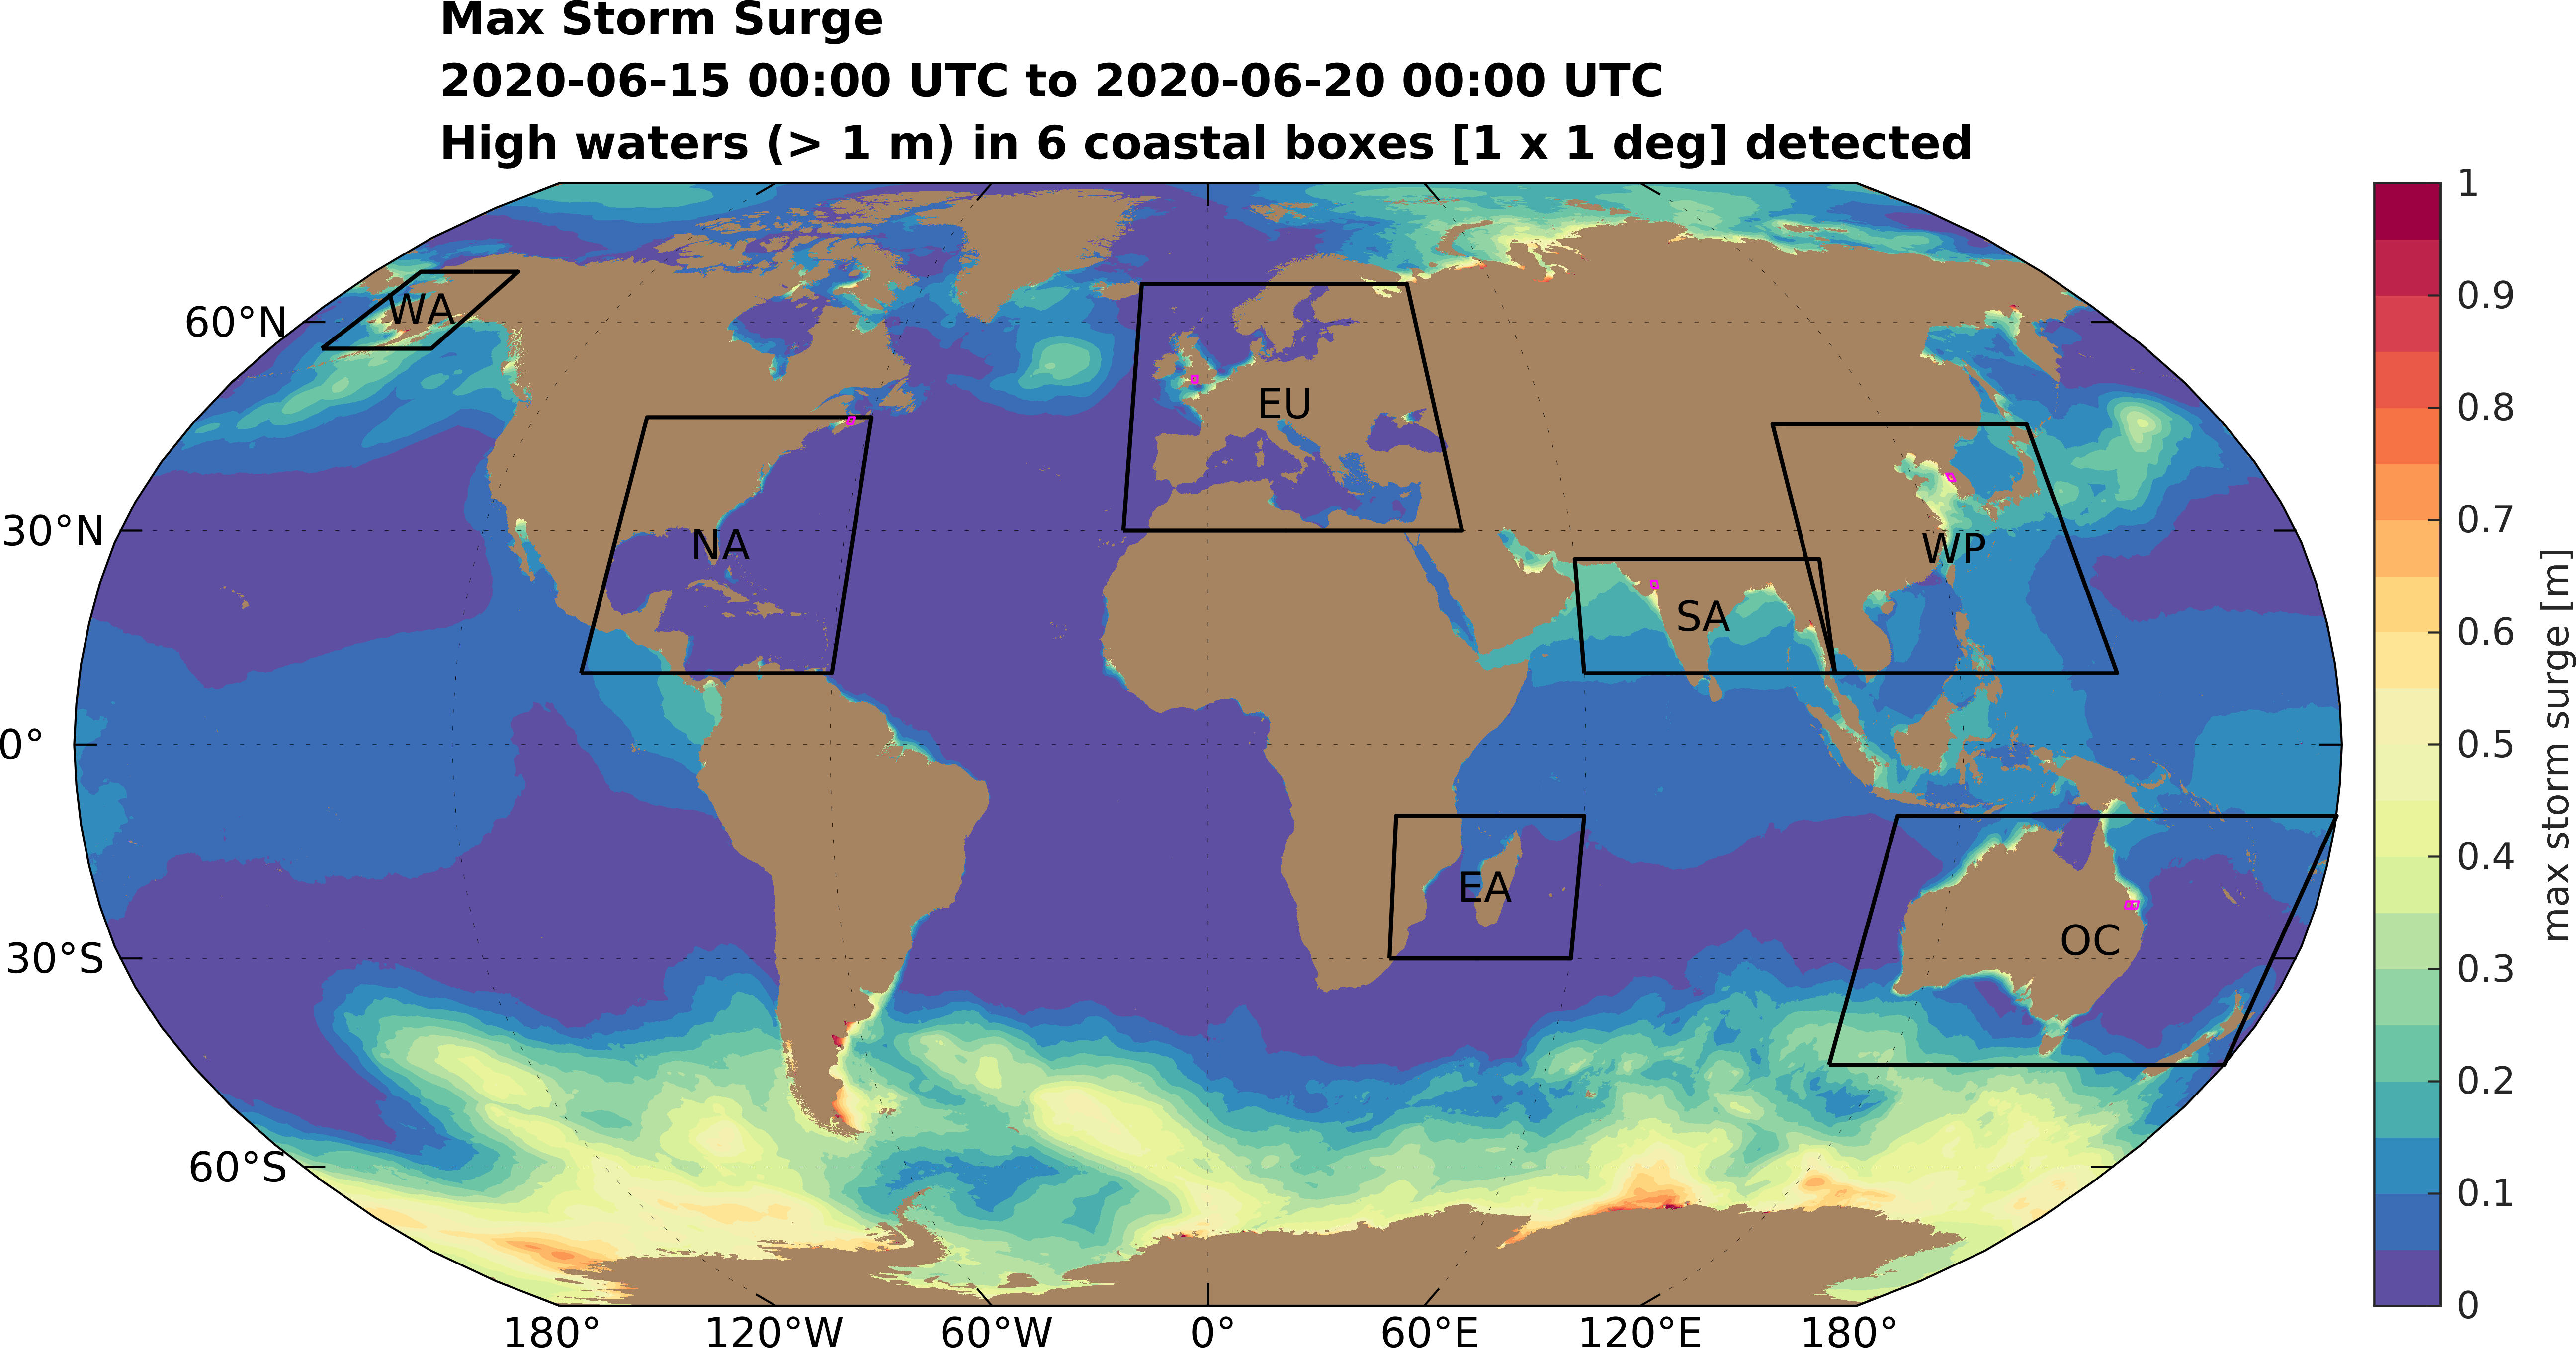 Max Storm Surge
2020-06-15 00:00 UTC to 2020-06-20 00:00 UTC
High waters (> 1 m) in 6 coastal boxes [1 x 1 deg] detected
60°N
30°N
0°
30°S
60°S
WA
NA
EU
SA
WP
EA
OC
180°
120°W
60°W
0°
60°E
120°E
180°
1
0.9
0.8
0.7
0.6
0.5
0.4
0.3
0.2
0.1
0
max storm surge [m]